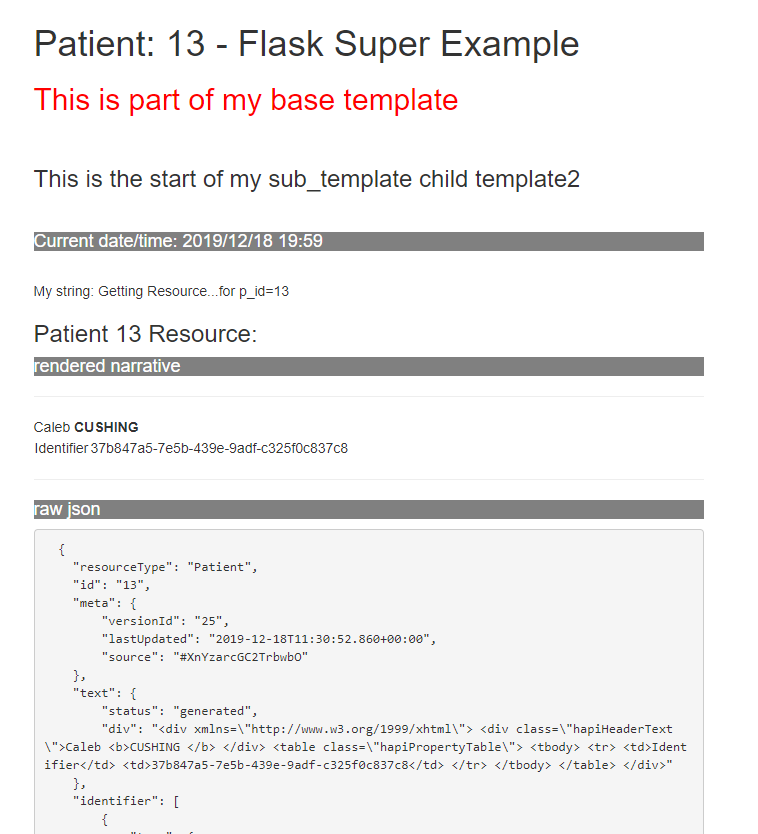 Patient: 13 - Flask Super Example
This is part of my base template
This is the start of my sub_template child template2
Current date/time: 2019/12/18 19:59
My string: Getting Resource...for p_id=13
Patient 13 Resource:
rendered narrative
Caleb CUSHING
Identifier 37b847a5-7e5b-439e-9adf-c325f0c837c8
raw json
{
"resourceType": "Patient",
"id": "13",
"meta": {
"versionId": "25",
"lastUpdated": "2019-12-18T11:30:52.860+00:00",
"source": "#XnYzarcGC2TrbwbO"
},
"text": {
"status": "generated",
"div": "<div xmlns=\"http://www.w3.org/1999/xhtml\"> <div class=\"hapiHeaderText
\">Caleb <b>CUSHING </b> </div> <table class=\"hapiPropertyTable\"> <tbody> <tr> <td>Ident
ifier</td> <td>37b847a5-7e5b-439e-9adf-c325f0c837c8</td> </tr> </tbody> </table> </div>"
},
"identifier": [
{